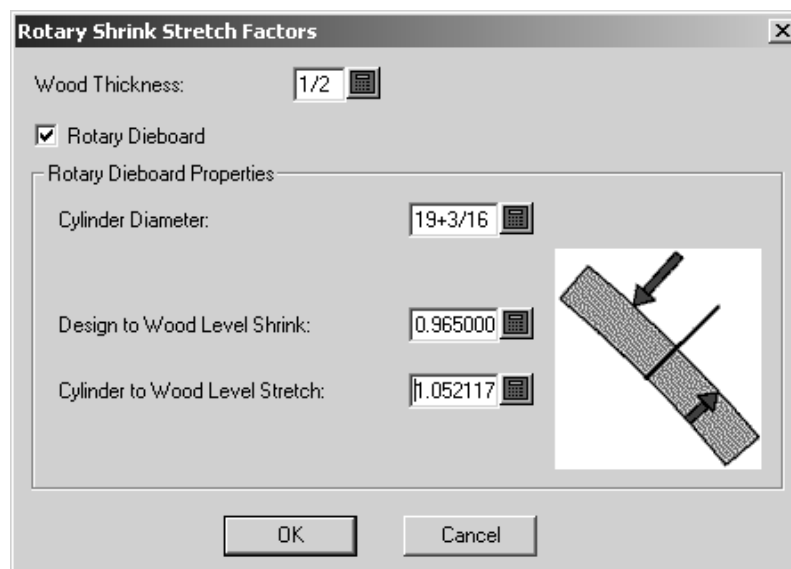 Rotary Shrink Stretch Factors
Wood Thickness: 1/2
Rotary Dieboard
Rotary Dieboard Properties
Cylinder Diameter: 19+3/16
Design to Wood Level Shrink: 0.965000
Cylinder to Wood Level Stretch: 1.052117
OK Cancel